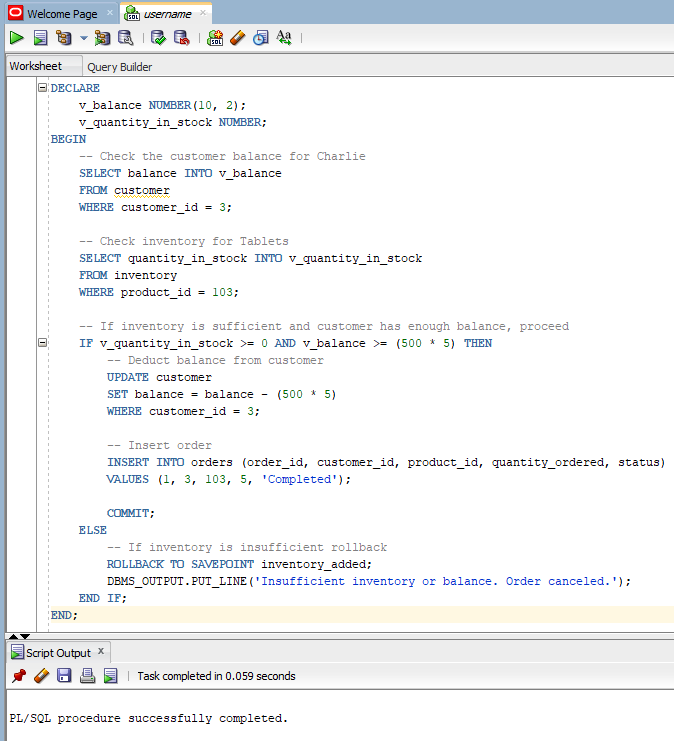 Welcome Page
username
Worksheet
Query Builder
DECLARE
v_balance NUMBER(10, 2);
v_quantity_in_stock NUMBER;
BEGIN
-- Check the customer balance for Charlie
SELECT balance INTO v_balance
FROM customer
WHERE customer_id = 3;
-- Check inventory for Tablets
SELECT quantity_in_stock INTO v_quantity_in_stock
FROM inventory
WHERE product_id = 103;
-- If inventory is sufficient and customer has enough balance, proceed
IF v_quantity_in_stock >= 0 AND v_balance >= (500 * 5) THEN
-- Deduct balance from customer
UPDATE customer
SET balance = balance - (500 * 5)
WHERE customer_id = 3;
-- Insert order
INSERT INTO orders (order_id, customer_id, product_id, quantity_ordered, status)
VALUES (1, 3, 103, 5, 'Completed');
COMMIT;
ELSE
-- If inventory is insufficient rollback
ROLLBACK TO SAVEPOINT inventory_added;
DBMS_OUTPUT.PUT_LINE('Insufficient inventory or balance. Order canceled.');
END IF;
END;
Script Output
Task completed in 0.059 seconds
PL/SQL procedure successfully completed.